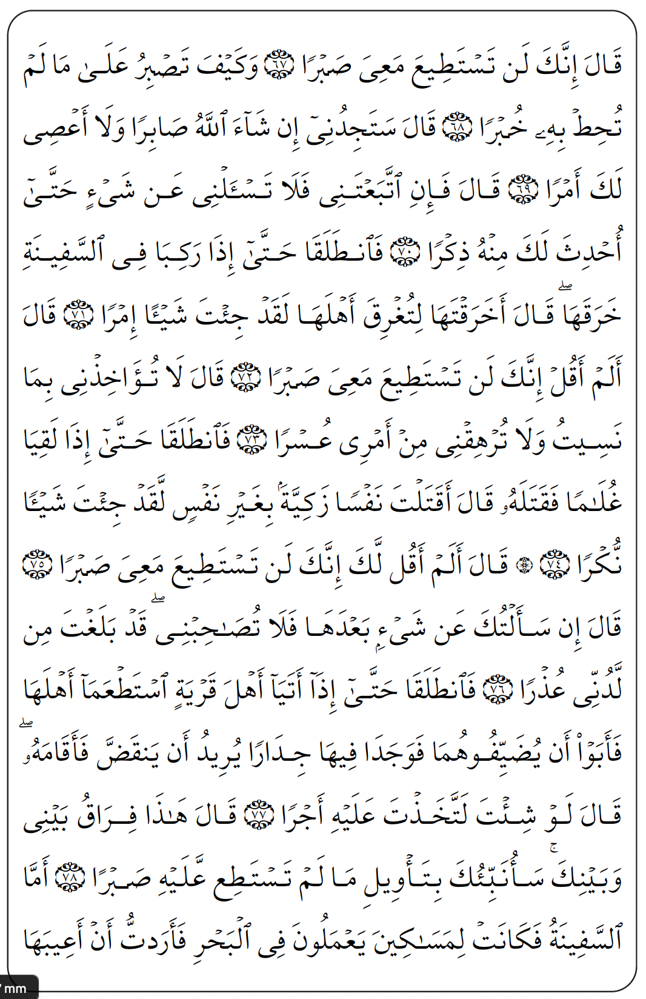 قَالَ إِنَّكَ لَن تَسۡتَطِيعَ مَعِيَ صَبۡرٗا ٦٧ وَكَيۡفَ تَصۡبِرُ عَلَىٰ مَا لَمۡ
تُحِطۡ بِهِۦ خُبۡرٗا ٦٨ قَالَ سَتَجِدُنِيٓ إِن شَآءَ ٱللَّهُ صَابِرٗا وَلَآ أَعۡصِي
لَكَ أَمۡرٗا ٦٩ قَالَ فَإِنِ ٱتَّبَعۡتَنِي فَلَا تَسۡـَٔلۡنِي عَن شَيۡءٍ حَتَّىٰٓ
أُحۡدِثَ لَكَ مِنۡهُ ذِكۡرٗا ٧٠ فَٱنطَلَقَا حَتَّىٰٓ إِذَا رَكِبَا فِي ٱلسَّفِينَةِ
خَرَقَهَاۖ قَالَ أَخَرَقۡتَهَا لِتُغۡرِقَ أَهۡلَهَا لَقَدۡ جِئۡتَ شَيۡـًٔا إِمۡرٗا ٧١ قَالَ
أَلَمۡ أَقُلۡ إِنَّكَ لَن تَسۡتَطِيعَ مَعِيَ صَبۡرٗا ٧٢ قَالَ لَا تُؤَاخِذۡنِي بِمَا
نَسِيتُ وَلَا تُرۡهِقۡنِي مِنۡ أَمۡرِي عُسۡرٗا ٧٣ فَٱنطَلَقَا حَتَّىٰٓ إِذَا لَقِيَا
غُلَٰمٗا فَقَتَلَهُۥ قَالَ أَقَتَلۡتَ نَفۡسٗا زَكِيَّةَۢ بِغَيۡرِ نَفۡسٖ لَّقَدۡ جِئۡتَ شَيۡـٔٗا
نُّكۡرٗا ٧٤ ۞ قَالَ أَلَمۡ أَقُل لَّكَ إِنَّكَ لَن تَسۡتَطِيعَ مَعِيَ صَبۡرٗا ٧٥
قَالَ إِن سَأَلۡتُكَ عَن شَيۡءِۭ بَعۡدَهَا فَلَا تُصَٰحِبۡنِيۖ قَدۡ بَلَغۡتَ مِن
لَّدُنِّي عُذۡرٗا ٧٦ فَٱنطَلَقَا حَتَّىٰٓ إِذَآ أَتَيَآ أَهۡلَ قَرۡيَةٍ ٱسۡتَطۡعَمَآ أَهۡلَهَا
فَأَبَوۡاْ أَن يُضَيِّفُوهُمَا فَوَجَدَا فِيهَا جِدَارٗا يُرِيدُ أَن يَنقَضَّ فَأَقَامَهُۥۖ
قَالَ لَوۡ شِئۡتَ لَتَّخَذۡتَ عَلَيۡهِ أَجۡرٗا ٧٧ قَالَ هَٰذَا فِرَاقُ بَيۡنِي
وَبَيۡنِكَۚ سَأُنَبِّئُكَ بِتَأۡوِيلِ مَا لَمۡ تَسۡتَطِع عَّلَيۡهِ صَبۡرًا ٧٨ أَمَّا
ٱلسَّفِينَةُ فَكَانَتۡ لِمَسَٰكِينَ يَعۡمَلُونَ فِي ٱلۡبَحۡرِ فَأَرَدتُّ أَنۡ أَعِيبَهَا
mm